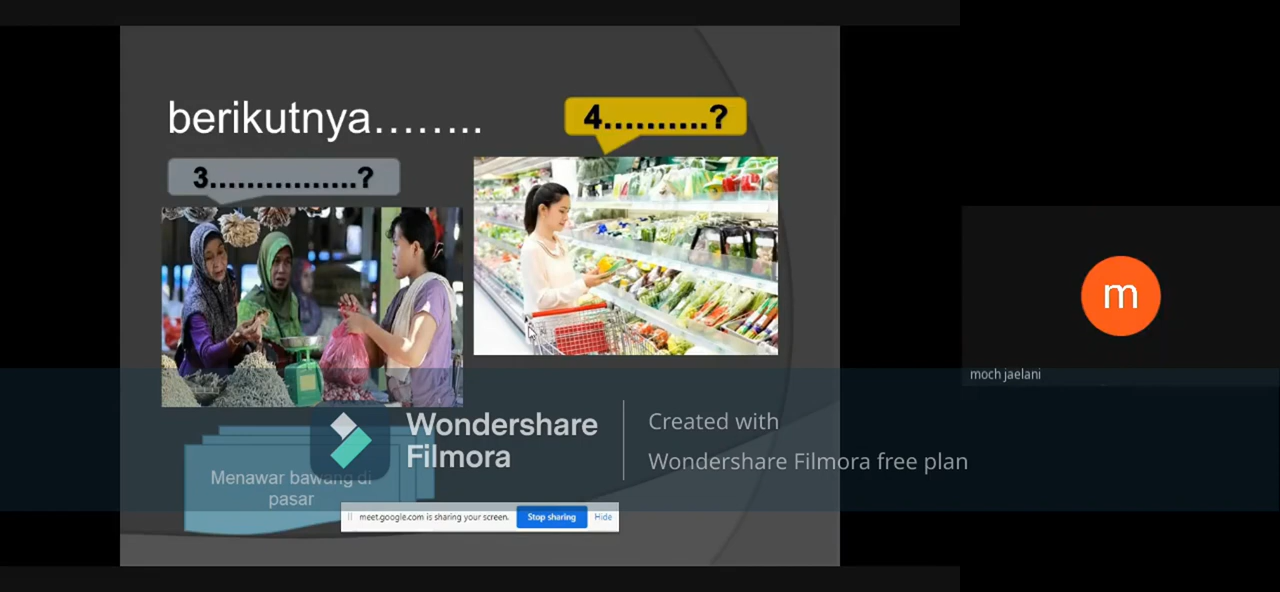 berikutnya……..
4..........?
3................?
m
moch jaelani
Wondershare
Filmora
Created with
Wondershare Filmora free plan
Menawar bawang di
pasar
meet.google.com is sharing your screen.
Stop sharing
Hide